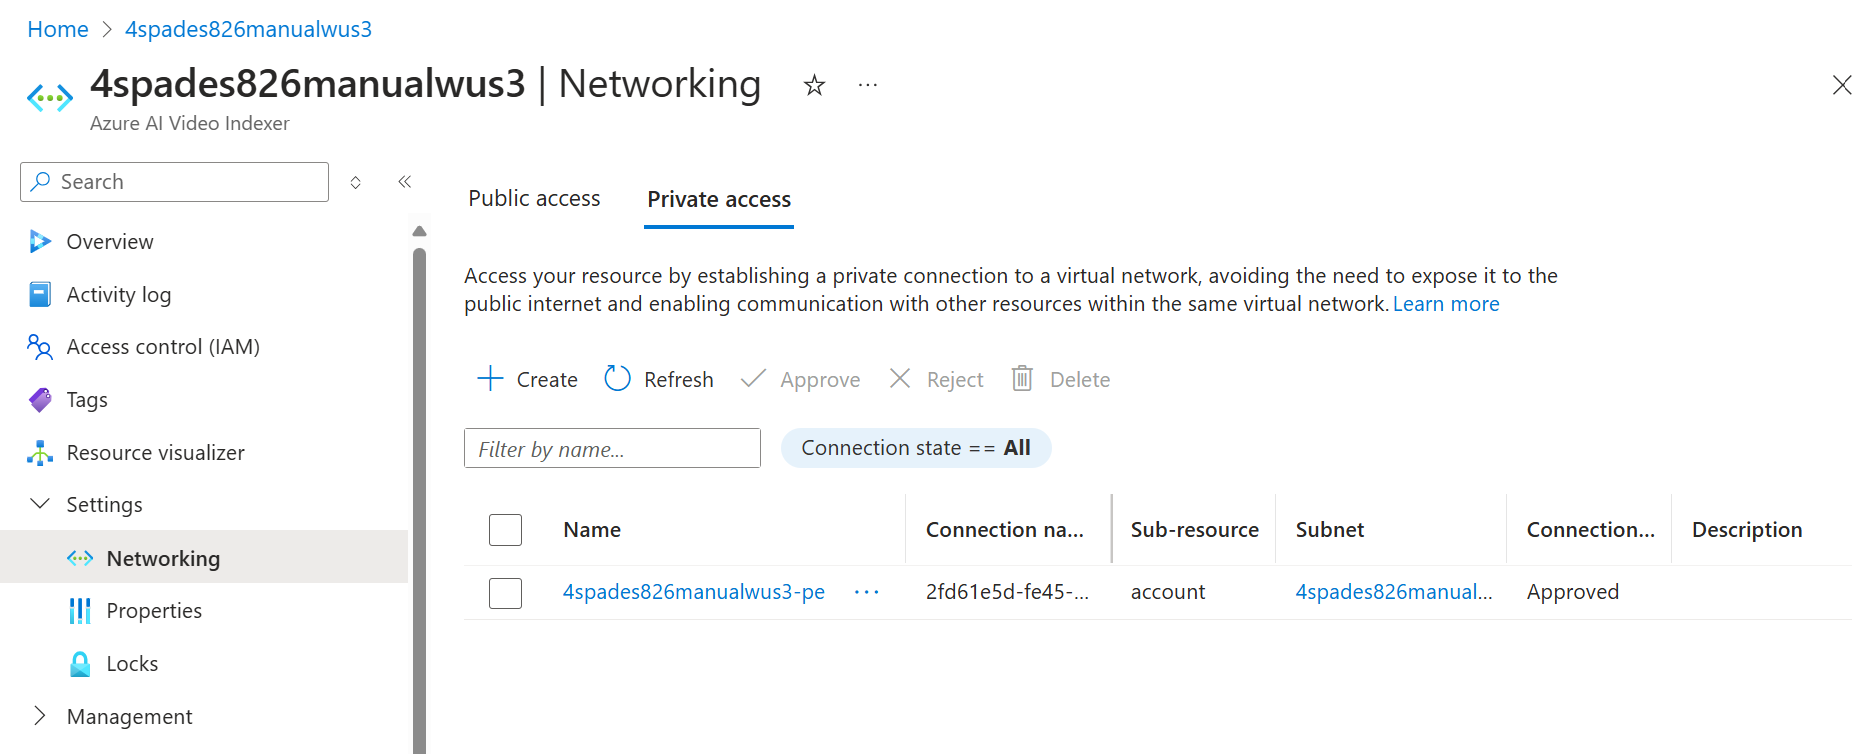 Home > 4spades826manualwus3
4spades826manualwus3 | Networking
Azure AI Video Indexer
Search
Overview
Activity log
Access control (IAM)
Tags
Resource visualizer
Settings
Networking
Properties
Locks
Management
Public access Private access
Access your resource by establishing a private connection to a virtual network, avoiding the need to expose it to the
public internet and enabling communication with other resources within the same virtual network. Learn more
Create Refresh Approve Reject Delete
Filter by name... Connection state == All
Name Connection na... Sub-resource Subnet Connection... Description
4spades826manualwus3-pe ... 2fd61e5d-fe45-... account 4spades826manual... Approved